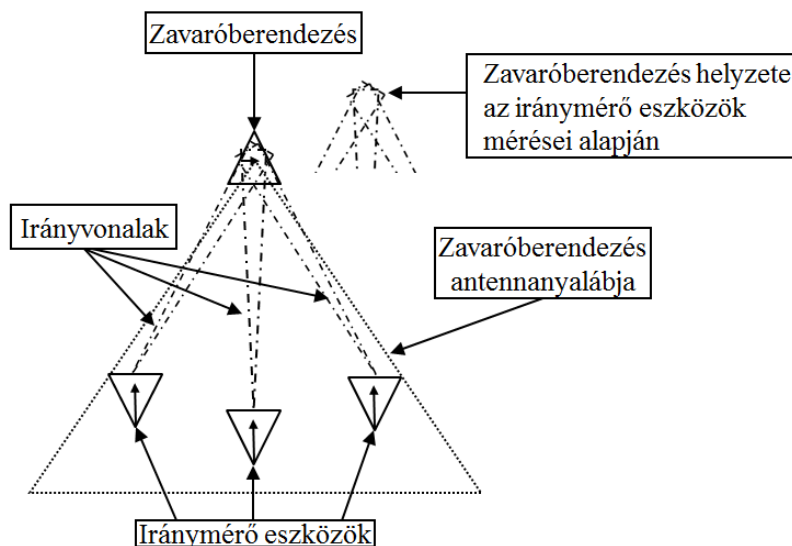 Zavaróberendezés
Zavaróberendezés helyzete
az iránymérő eszközök
mérései alapján
Irányvonalak
Zavaróberendezés
antennanyalábja
Iránymérő eszközök